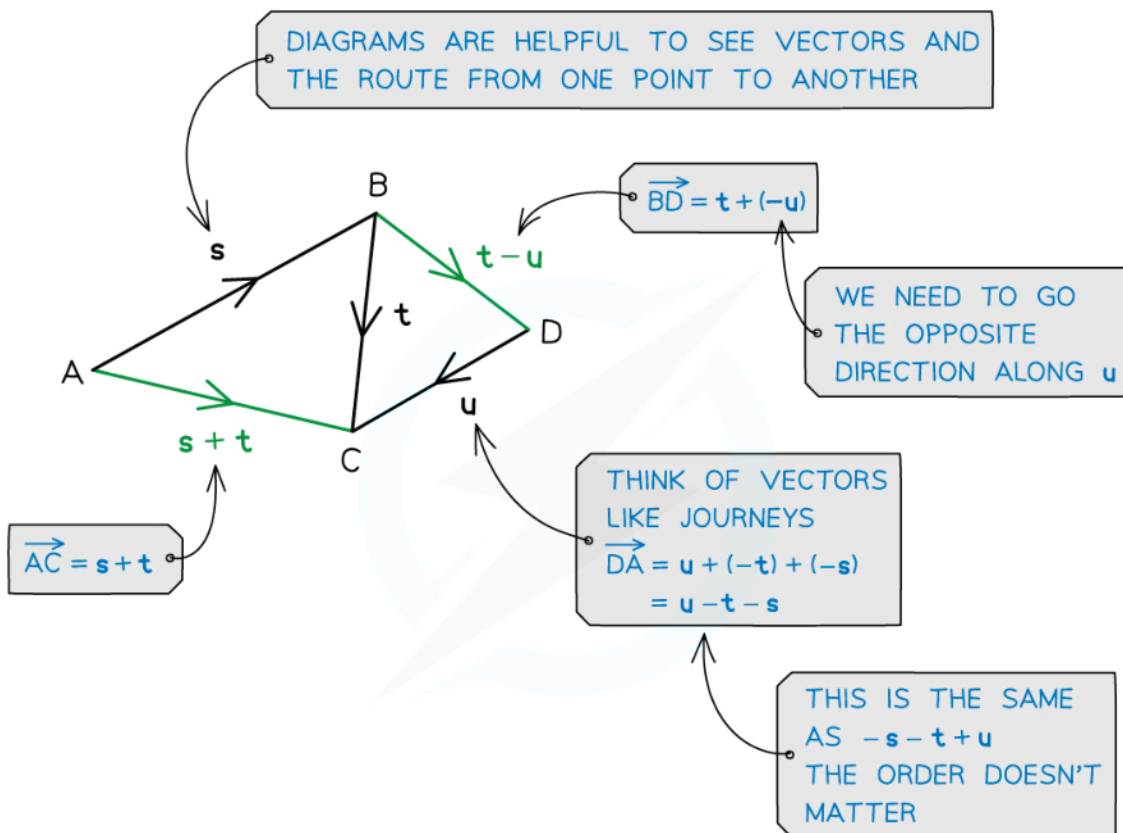 DIAGRAMS ARE HELPFUL TO SEE VECTORS AND
THE ROUTE FROM ONE POINT TO ANOTHER
B
BD = t + (-u)
s
t - u
WE NEED TO GO
THE OPPOSITE
DIRECTION ALONG u
t
D
A
u
s + t
C
THINK OF VECTORS
LIKE JOURNEYS
DA = u + (-t) + (-s)
= u - t - s
AC = s + t
THIS IS THE SAME
AS -s - t + u
THE ORDER DOESN'T
MATTER